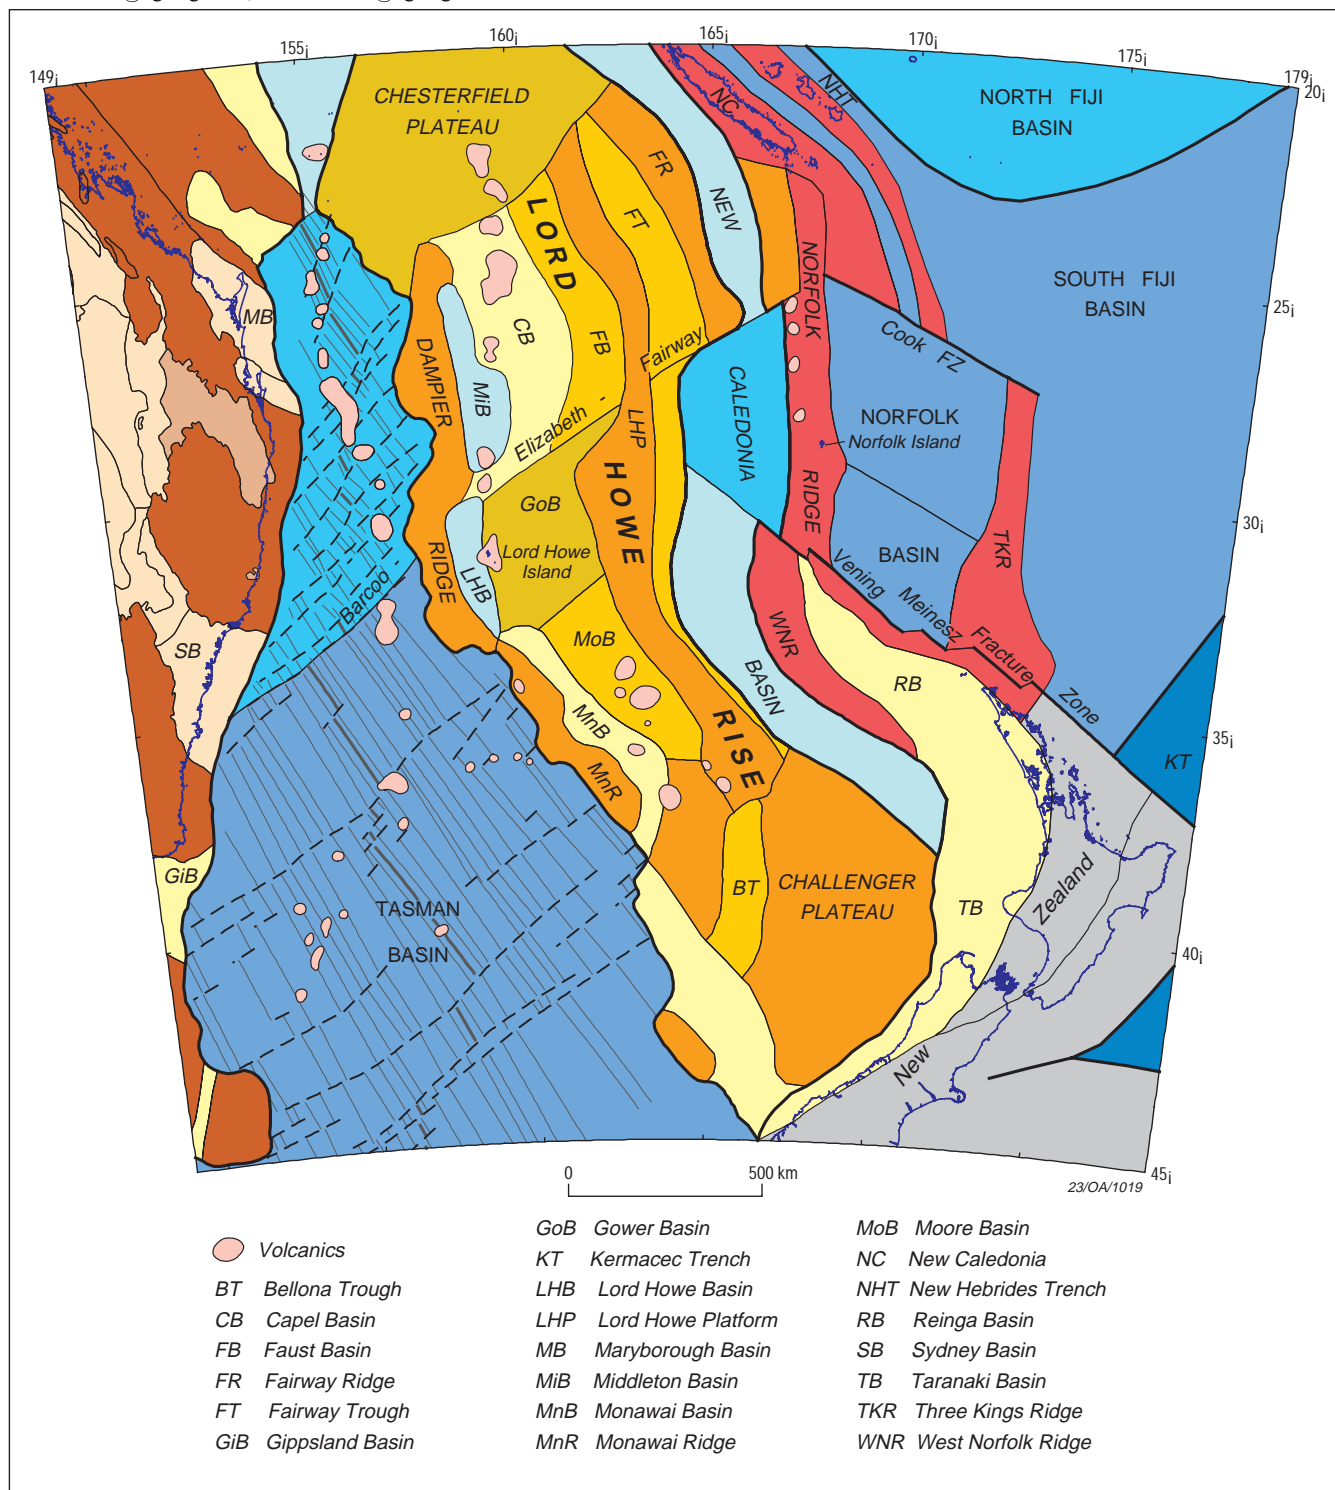 155¡
160¡
165¡
170¡
175¡
149¡
179¡
20¡
CHESTERFIELD
PLATEAU
NC
NHT
NORTH FIJI
BASIN
FR
NEW
FT
LORD
NORFOLK
SOUTH FIJI
BASIN
25¡
MB
CB
FB
Fairway
Cook FZ
DAMPIER
MiB
CALEDONIA
LHP
NORFOLK
Norfolk Island
Elizabeth -
HOWE
RIDGE
GoB
30¡
Lord Howe
Island
BASIN
TKR
RIDGE
LHB
Barcoo
Vening Meinesz Fracture Zone
WNR
SB
MoB
RB
BASIN
MnB
RISE
35¡
KT
MnR
GiB
BT
CHALLENGER
PLATEAU
TASMAN
BASIN
TB
New Zealand
40¡
45¡
0 500 km
23/OA/1019
Volcanics
BT Bellona Trough
CB Capel Basin
FB Faust Basin
FR Fairway Ridge
FT Fairway Trough
GiB Gippsland Basin
GoB Gower Basin
KT Kermacec Trench
LHB Lord Howe Basin
LHP Lord Howe Platform
MB Maryborough Basin
MiB Middleton Basin
MnB Monawai Basin
MnR Monawai Ridge
MoB Moore Basin
NC New Caledonia
NHT New Hebrides Trench
RB Reinga Basin
SB Sydney Basin
TB Taranaki Basin
TKR Three Kings Ridge
WNR West Norfolk Ridge